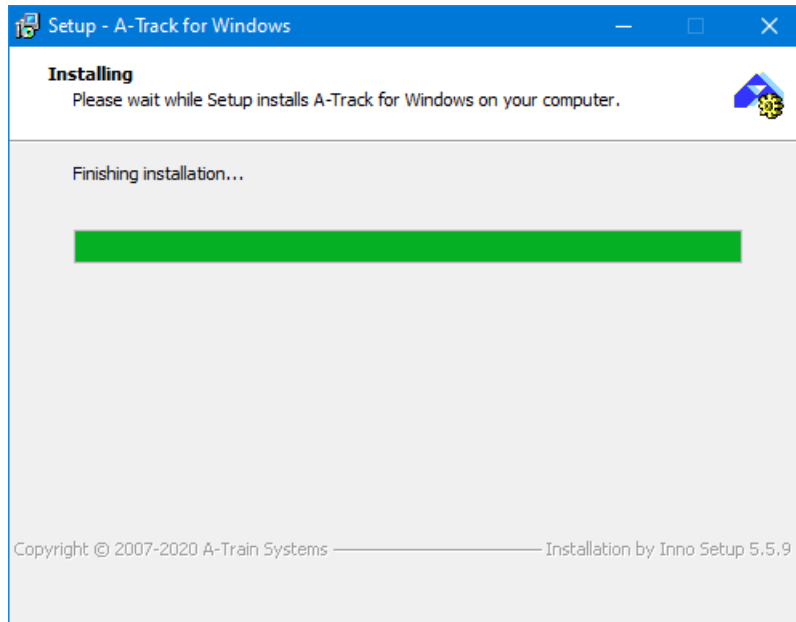 Setup - A-Track for Windows
Installing
Please wait while Setup installs A-Track for Windows on your computer.
Finishing installation...
Copyright © 2007-2020 A-Train Systems
Installation by Inno Setup 5.5.9